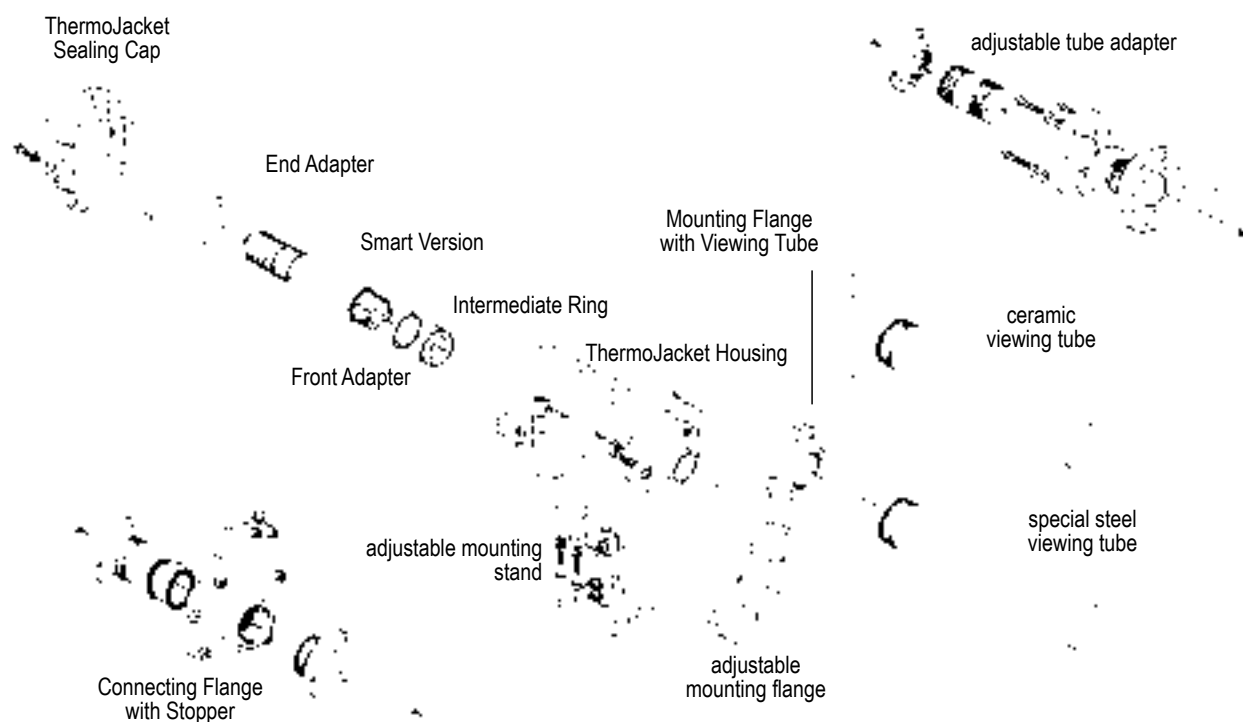 ThermoJacket
Sealing Cap
adjustable tube adapter
End Adapter
Mounting Flange
with Viewing Tube
Smart Version
Intermediate Ring
ceramic
viewing tube
ThermoJacket Housing
Front Adapter
adjustable mounting
stand
special steel
viewing tube
adjustable
mounting flange
Connecting Flange
with Stopper